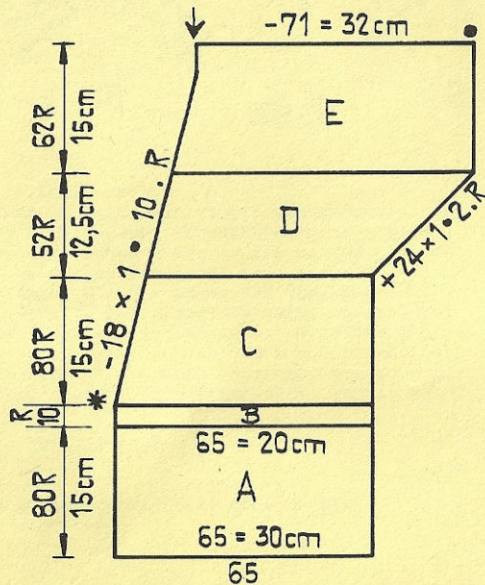 -71 = 32cm
E
62R
15cm
D
52R
12,5cm
-18 x 1 • 10.R
+24 x 1 • 2.R
C
80R
15cm
*
R
10
B
65 = 20cm
A
80R
15cm
65 = 30cm
65